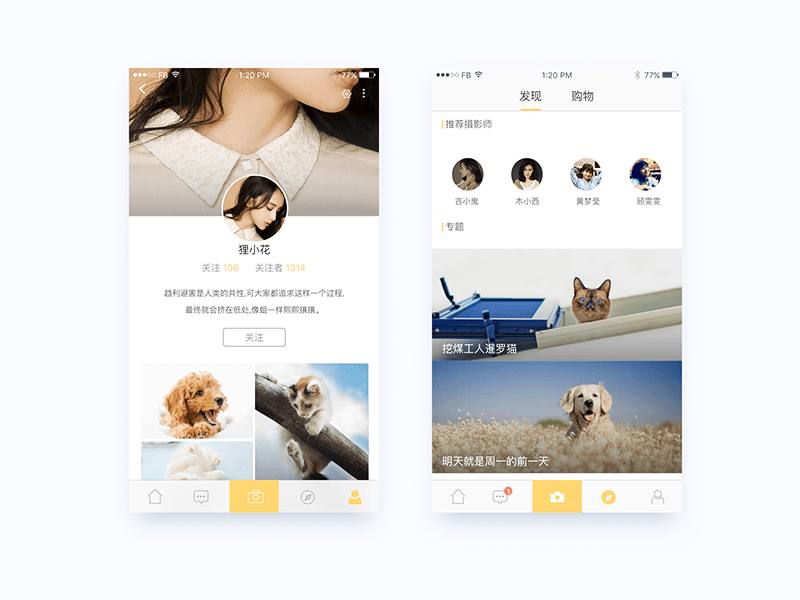 FB
1:20 PM
77%
狸小花
关注 106
关注者 1314
趋利避害是人类的共性,可大家都追求这样一个过程,
最终就会挤在低处,像蛆一样熙熙攘攘。
关注
FB
1:20 PM
77%
发现
购物
推荐摄影师
吉小鬼
木小西
黄梦莹
顾雯雯
专题
挖煤工人暹罗猫
明天就是周一的前一天
1